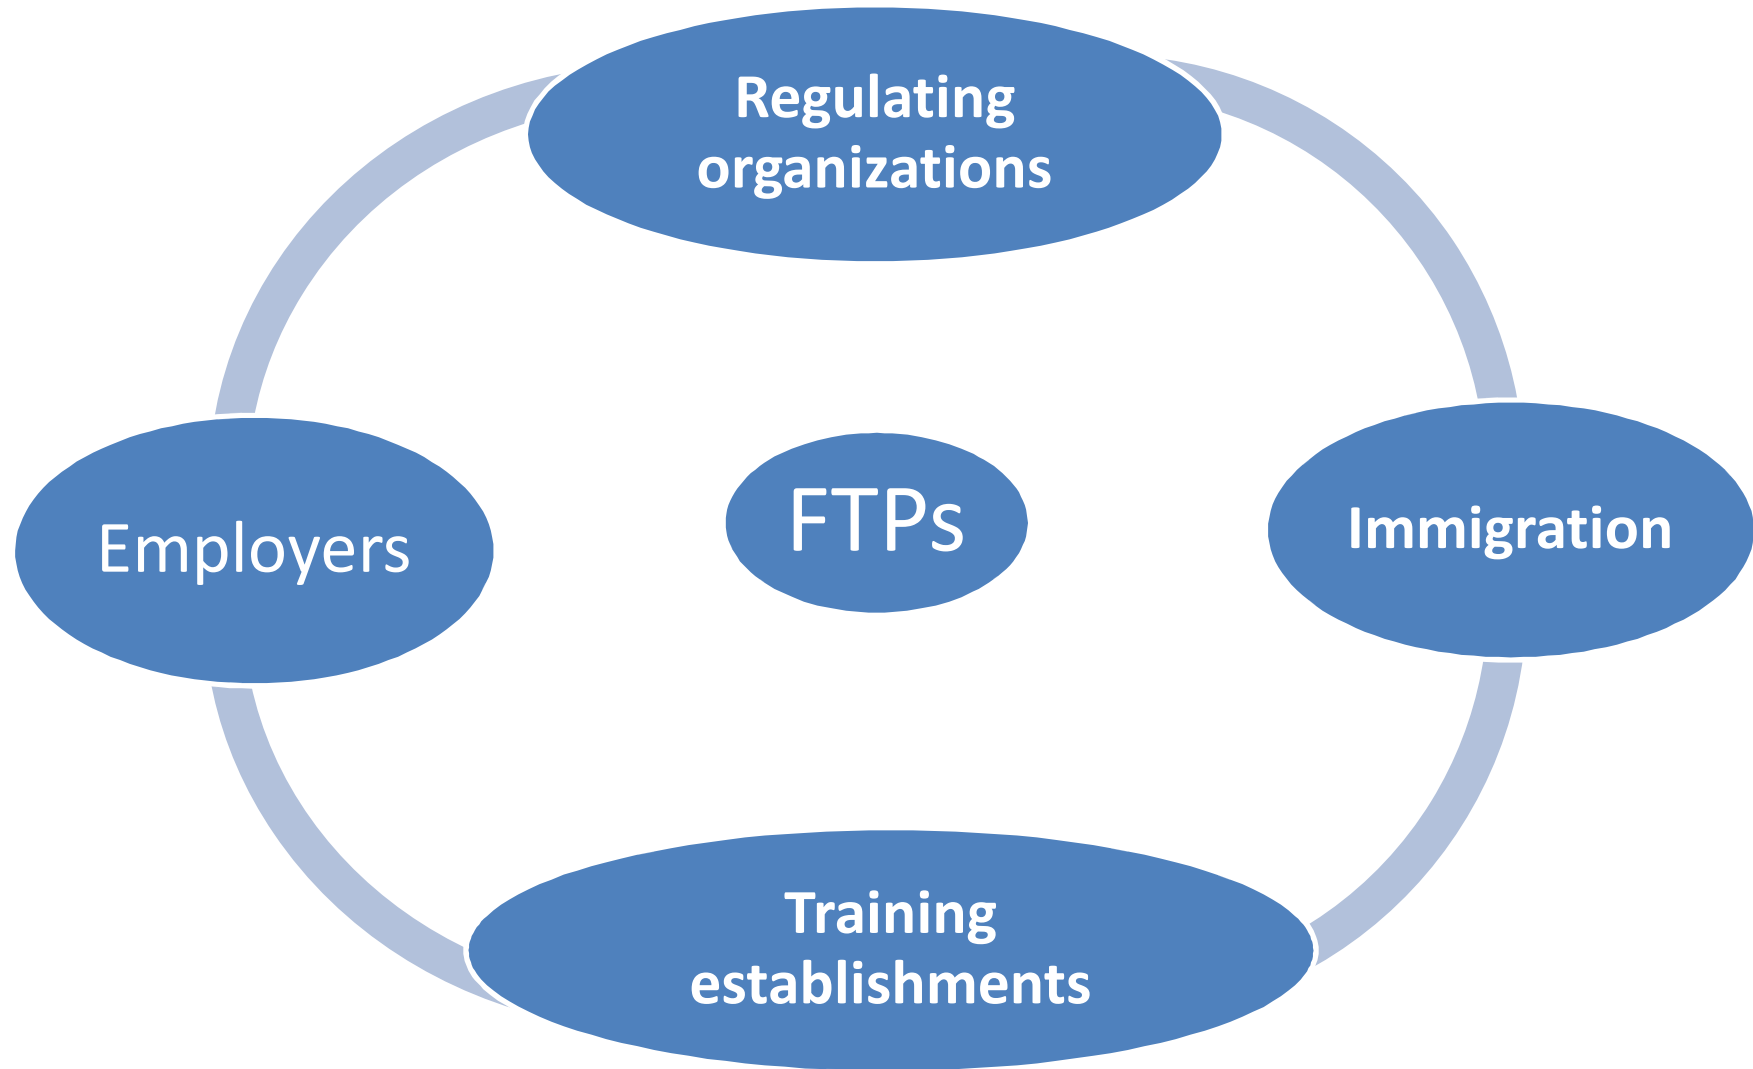 Regulating
organizations
Employers
FTPs
Immigration
Training
establishments